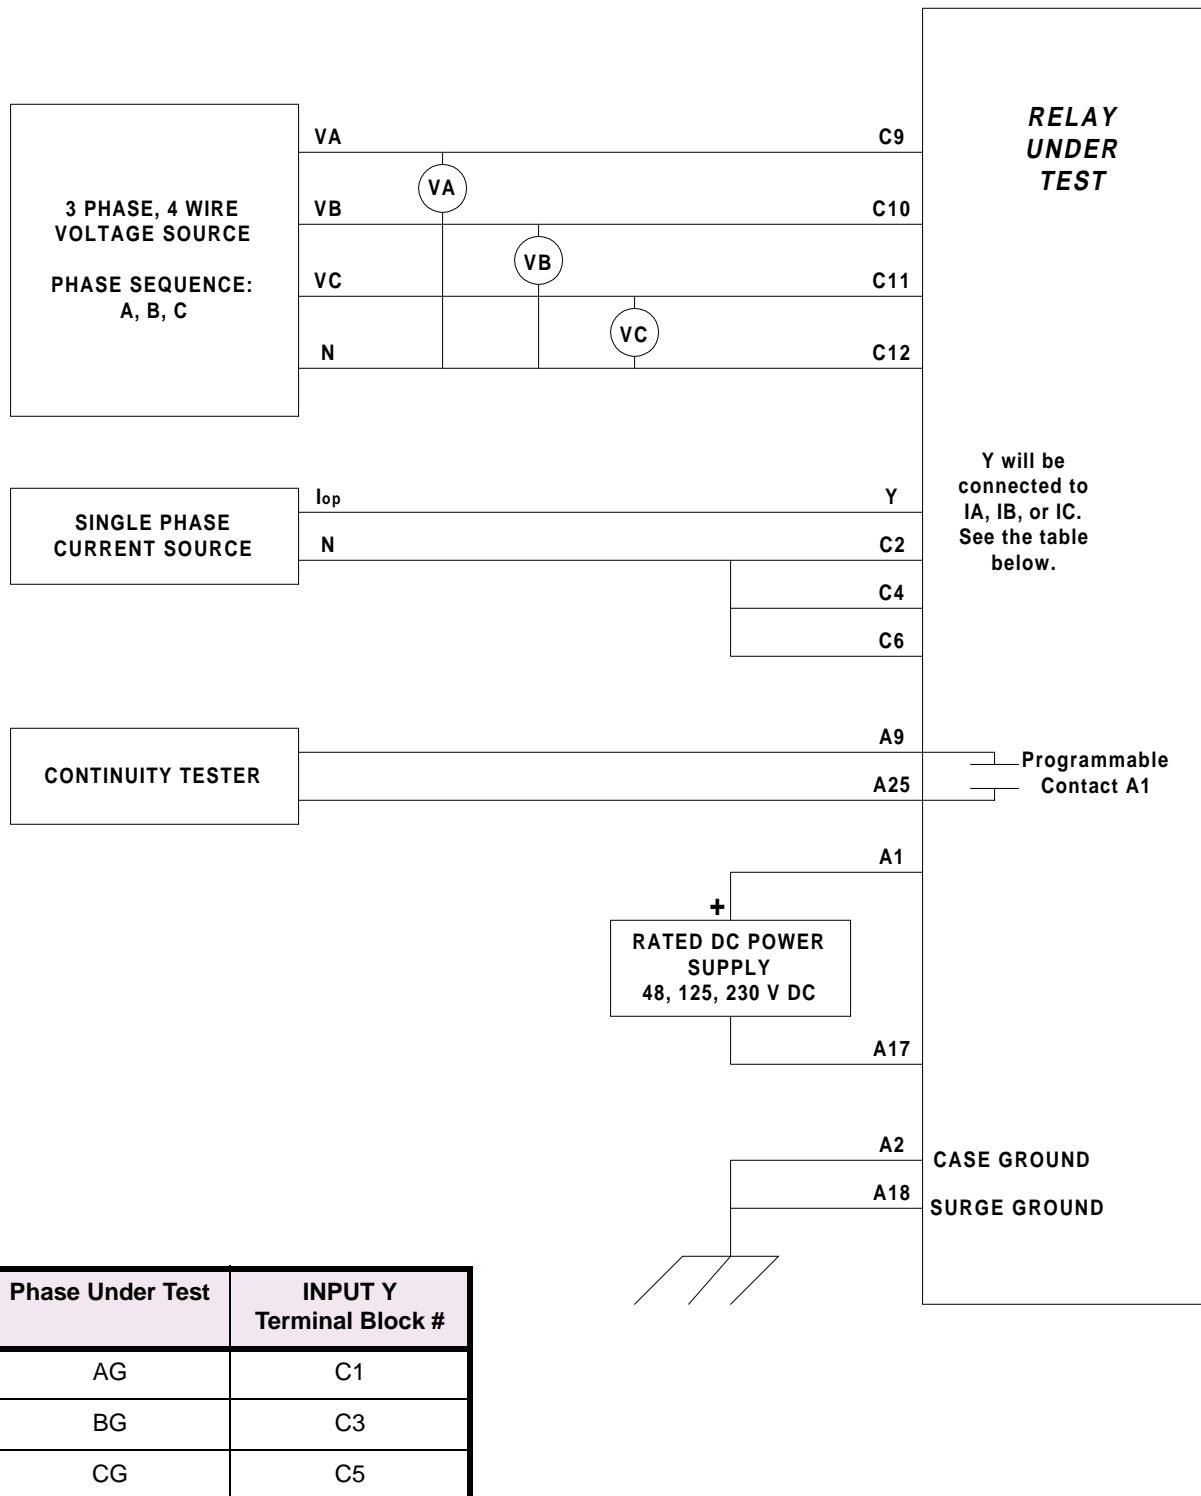 RELAY
UNDER
TEST
3 PHASE, 4 WIRE
VOLTAGE SOURCE
PHASE SEQUENCE:
A, B, C
VA
VB
VC
N
VA
VB
VC
C9
C10
C11
C12
SINGLE PHASE
CURRENT SOURCE
Iop
N
Y
C2
C4
C6
Y will be
connected to
IA, IB, or IC.
See the table
below.
CONTINUITY TESTER
A9
A25
Programmable
Contact A1
A1
+
RATED DC POWER
SUPPLY
48, 125, 230 V DC
A17
A2
CASE GROUND
A18
SURGE GROUND
Phase Under Test
INPUT Y
Terminal Block #
AG
C1
BG
C3
CG
C5